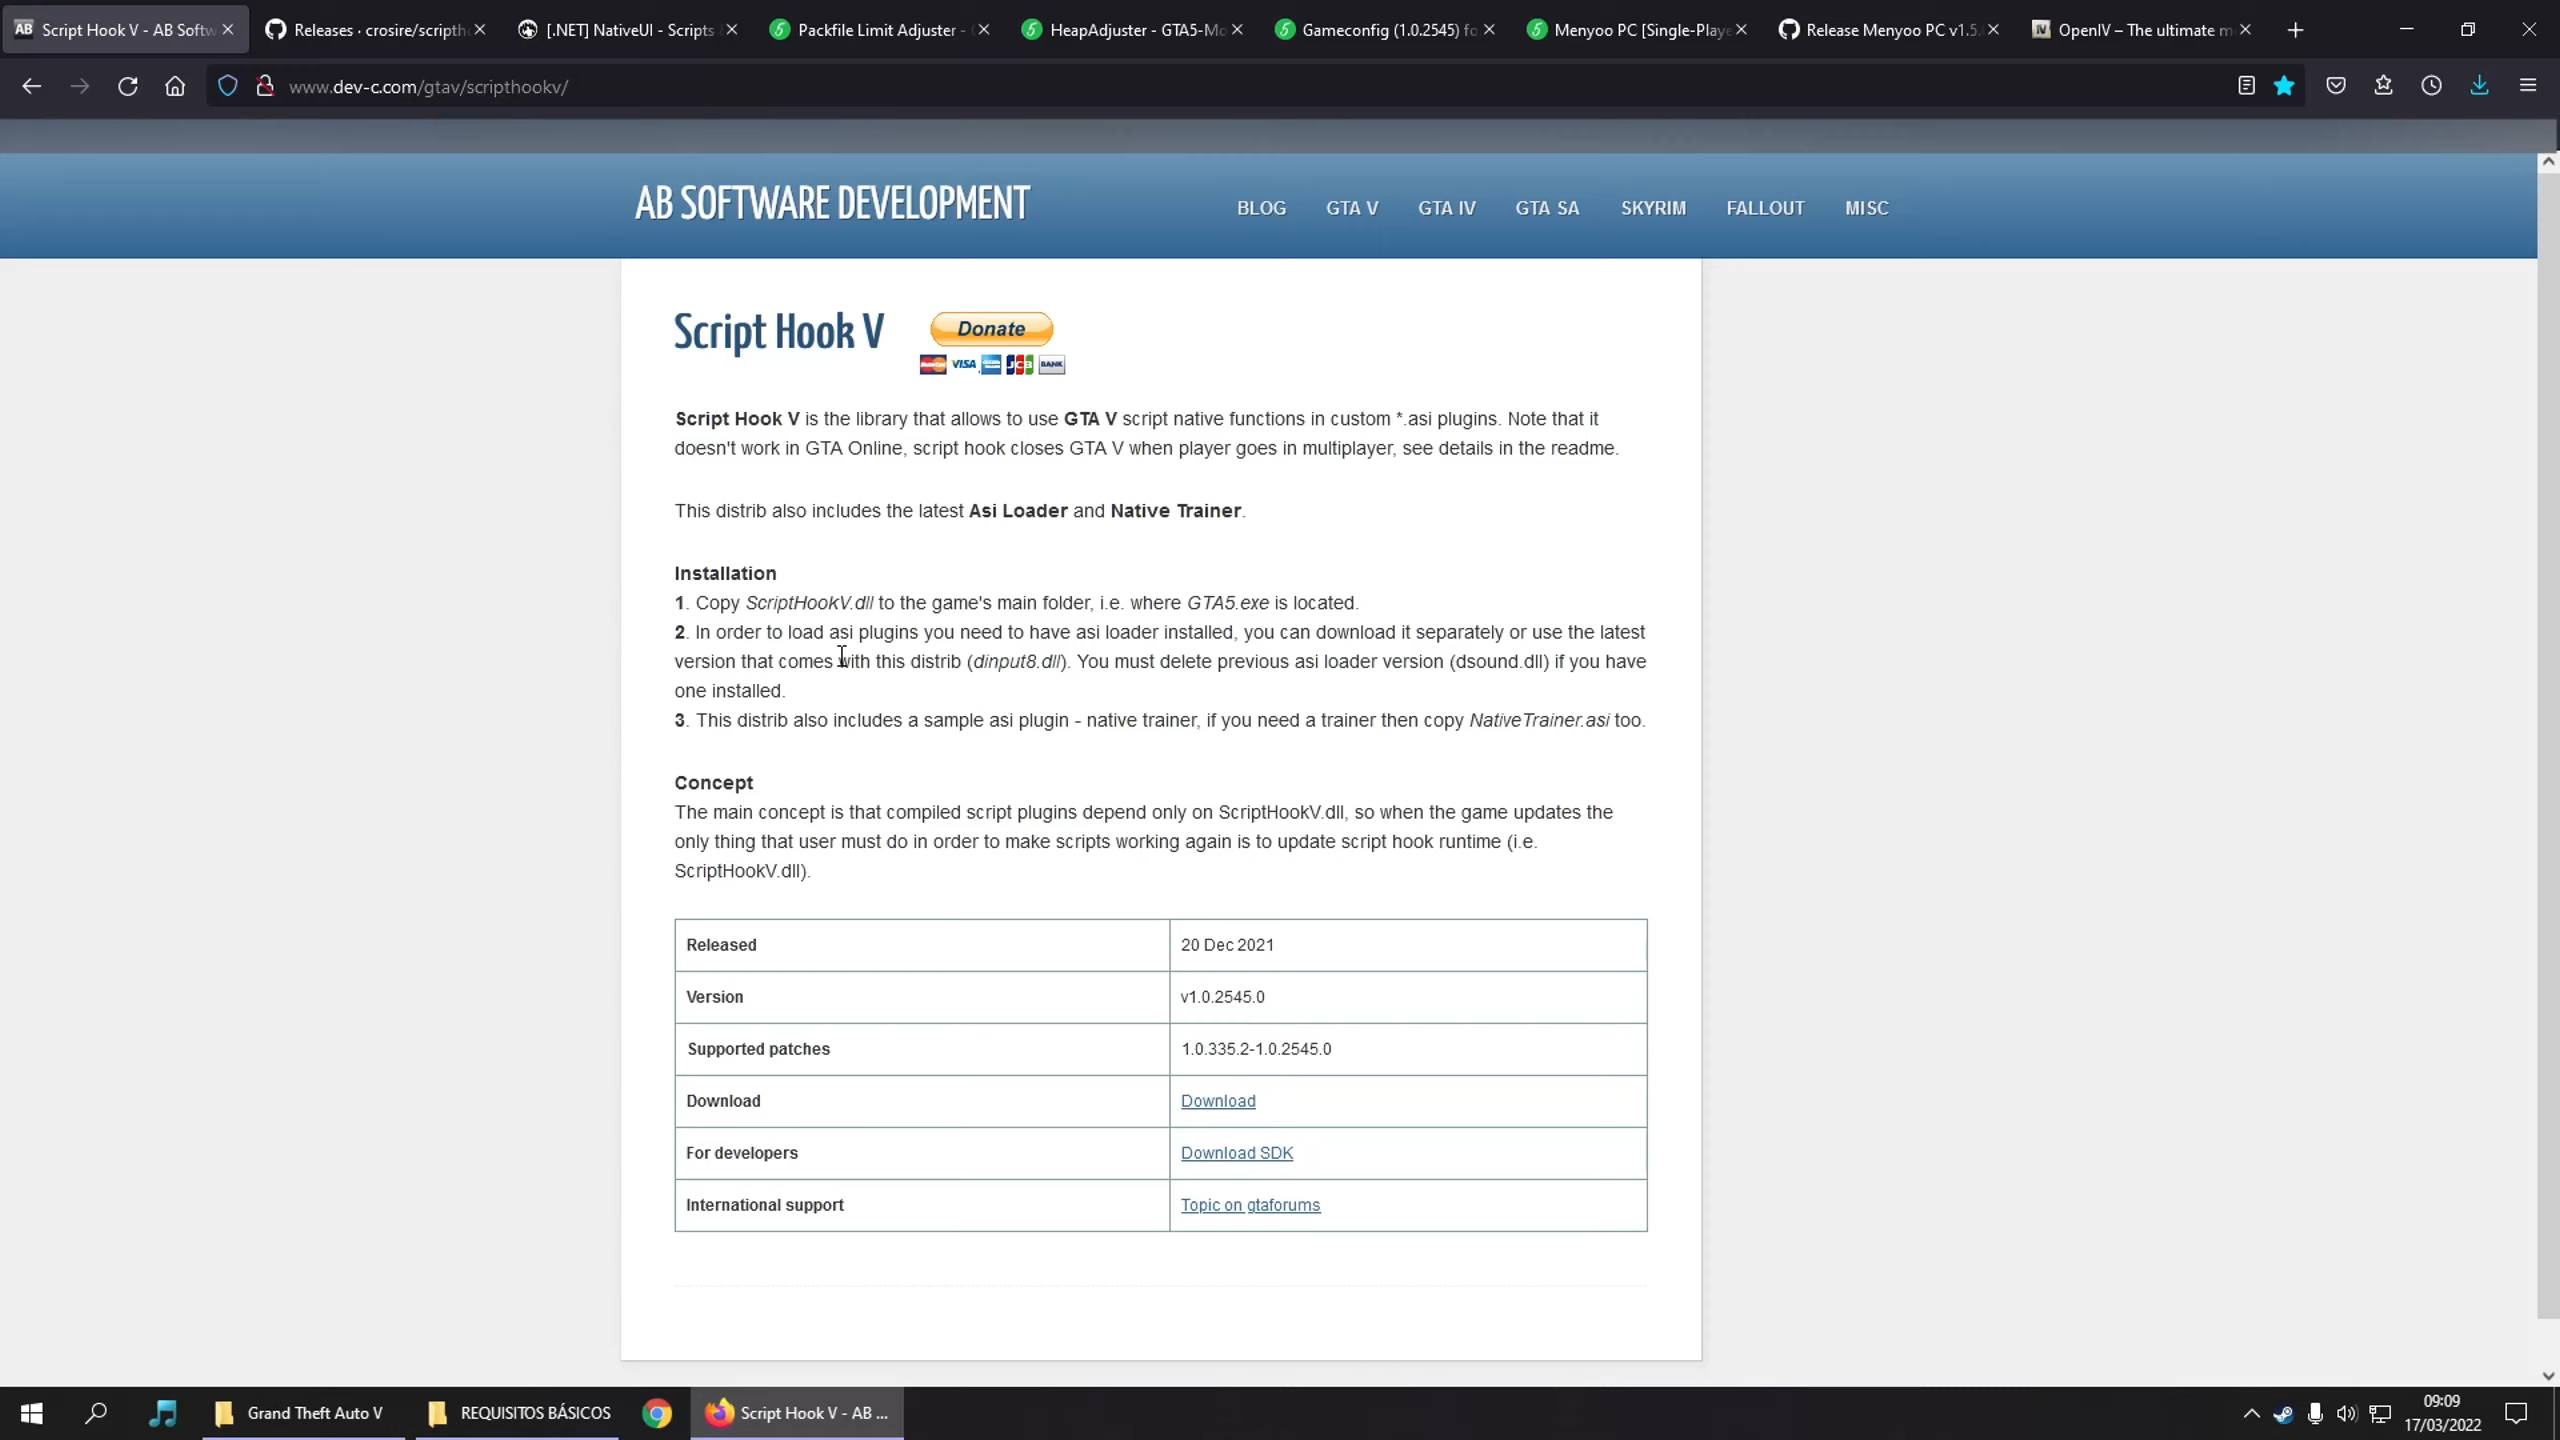 Script Hook V - AB Softw
Releases · crosire/scripth
[.NET] NativeUI - Scripts
Packfile Limit Adjuster -
HeapAdjuster - GTA5-Mo
Gameconfig (1.0.2545) fo
Menyoo PC [Single-Playe
Release Menyoo PC v1.5.
OpenIV – The ultimate m
www.dev-c.com/gtav/scripthookv/
AB SOFTWARE DEVELOPMENT
BLOG
GTA V
GTA IV
GTA SA
SKYRIM
FALLOUT
MISC
Script Hook V
Donate
VISA
JCB
BANK
Script Hook V is the library that allows to use GTA V script native functions in custom *.asi plugins. Note that it
doesn't work in GTA Online, script hook closes GTA V when player goes in multiplayer, see details in the readme.
This distrib also includes the latest Asi Loader and Native Trainer.
Installation
1. Copy ScriptHookV.dll to the game's main folder, i.e. where GTA5.exe is located.
2. In order to load asi plugins you need to have asi loader installed, you can download it separately or use the latest
version that comes with this distrib (dinput8.dll). You must delete previous asi loader version (dsound.dll) if you have
one installed.
3. This distrib also includes a sample asi plugin - native trainer, if you need a trainer then copy NativeTrainer.asi too.
Concept
The main concept is that compiled script plugins depend only on ScriptHookV.dll, so when the game updates the
only thing that user must do in order to make scripts working again is to update script hook runtime (i.e.
ScriptHookV.dll).
Released 20 Dec 2021
Version v1.0.2545.0
Supported patches 1.0.335.2-1.0.2545.0
Download Download
For developers Download SDK
International support Topic on gtaforums
Grand Theft Auto V
REQUISITOS BÁSICOS
Script Hook V - AB ...
09:09
17/03/2022